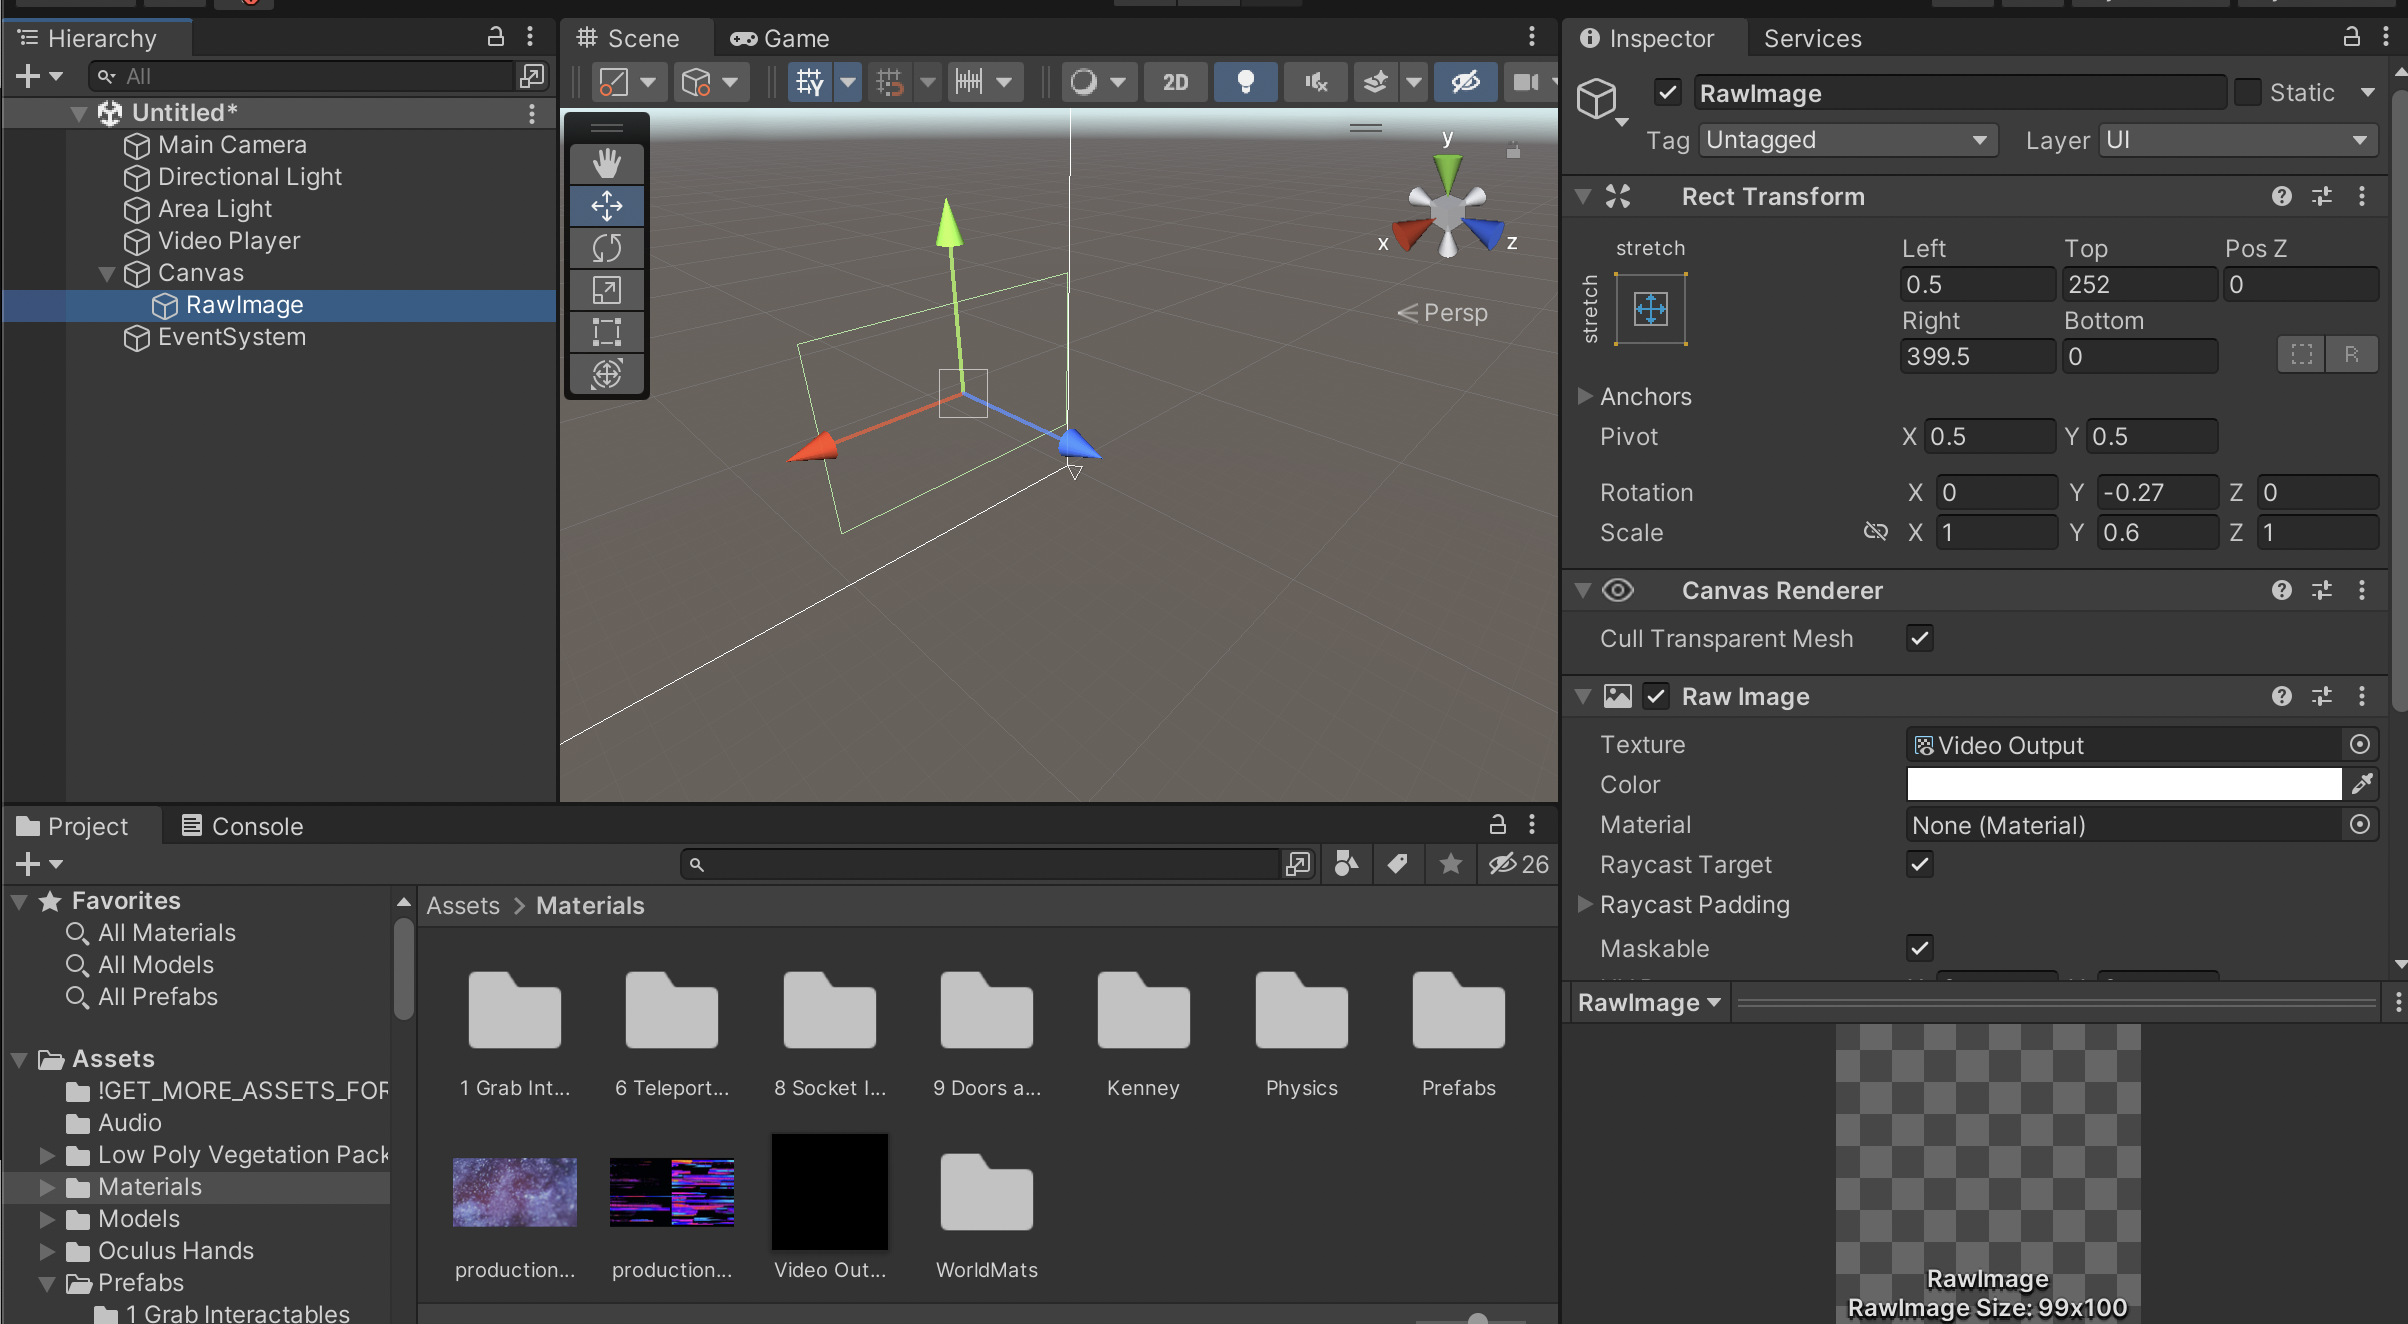 Hierarchy
All
Untitled*
Main Camera
Directional Light
Area Light
Video Player
Canvas
RawImage
EventSystem
Scene
Game
2D
y
x
z
Persp
Inspector
Services
RawImage
Static
Tag Untagged Layer UI
Rect Transform
stretch
stretch
Left Top Pos Z
0.5 252 0
Right Bottom
399.5 0
R
Anchors
Pivot X 0.5 Y 0.5
Rotation X 0 Y -0.27 Z 0
Scale X 1 Y 0.6 Z 1
Canvas Renderer
Cull Transparent Mesh
Raw Image
Texture Video Output
Color
Material None (Material)
Raycast Target
Raycast Padding
Maskable
RawImage
RawImage
RawImage Size: 99x100
Project
Console
26
Favorites
All Materials
All Models
All Prefabs
Assets
!GET_MORE_ASSETS_FOR
Audio
Low Poly Vegetation Pack
Materials
Models
Oculus Hands
Prefabs
1 Grab Interactables
Assets > Materials
1 Grab Int...
6 Teleport...
8 Socket I...
9 Doors a...
Kenney
Physics
Prefabs
production...
production...
Video Out...
WorldMats